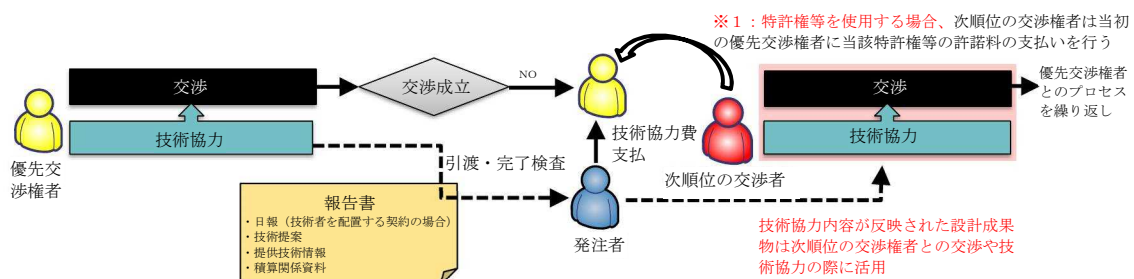 ※１：特許権等を使用する場合、次順位の交渉権者は当初
の優先交渉権者に当該特許権等の許諾料の支払いを行う
交渉
交渉成立
NO
交渉
優先交渉権者
とのプロセス
を繰り返し
技術協力
技術協力費
支払
技術協力
優先交
渉権者
引渡・完了検査
次順位の交渉者
報告書
・日報（技術者を配置する契約の場合）
・技術提案
・提供技術情報
・積算関係資料
発注者
技術協力内容が反映された設計成果
物は次順位の交渉権者との交渉や技
術協力の際に活用